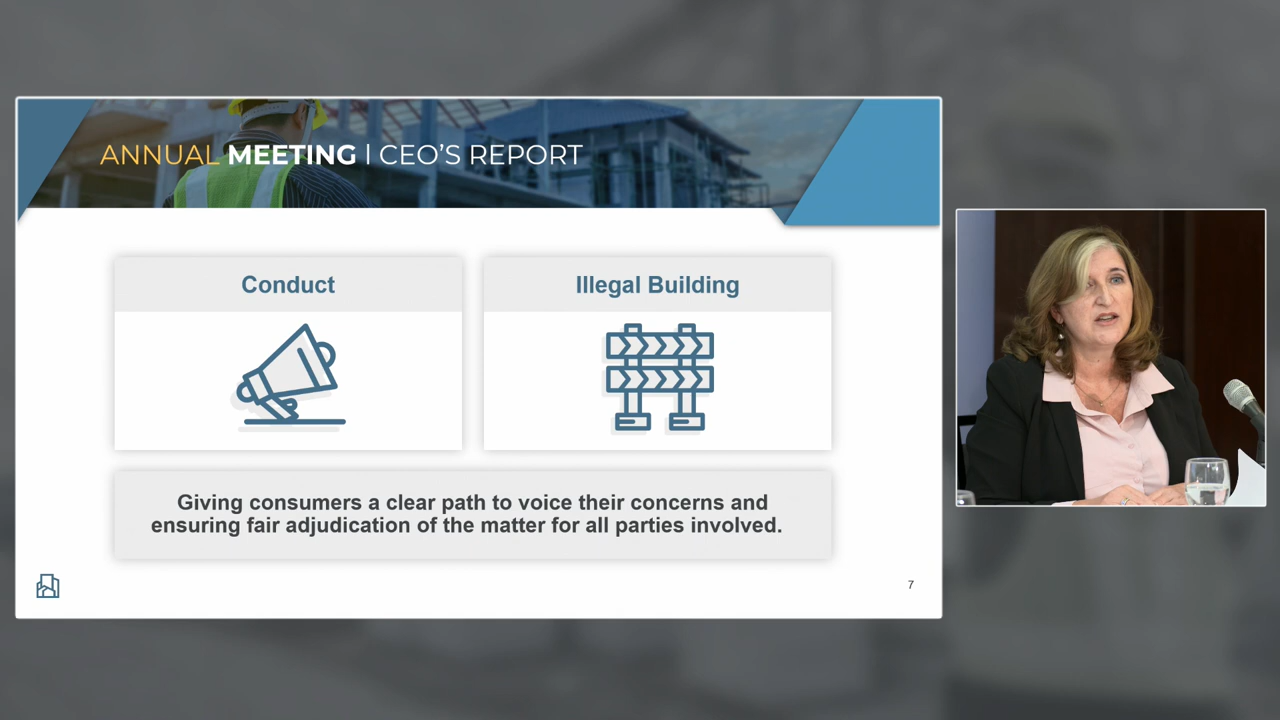 ANNUAL MEETING | CEO'S REPORT
Conduct
Illegal Building
Giving consumers a clear path to voice their concerns and
ensuring fair adjudication of the matter for all parties involved.
7